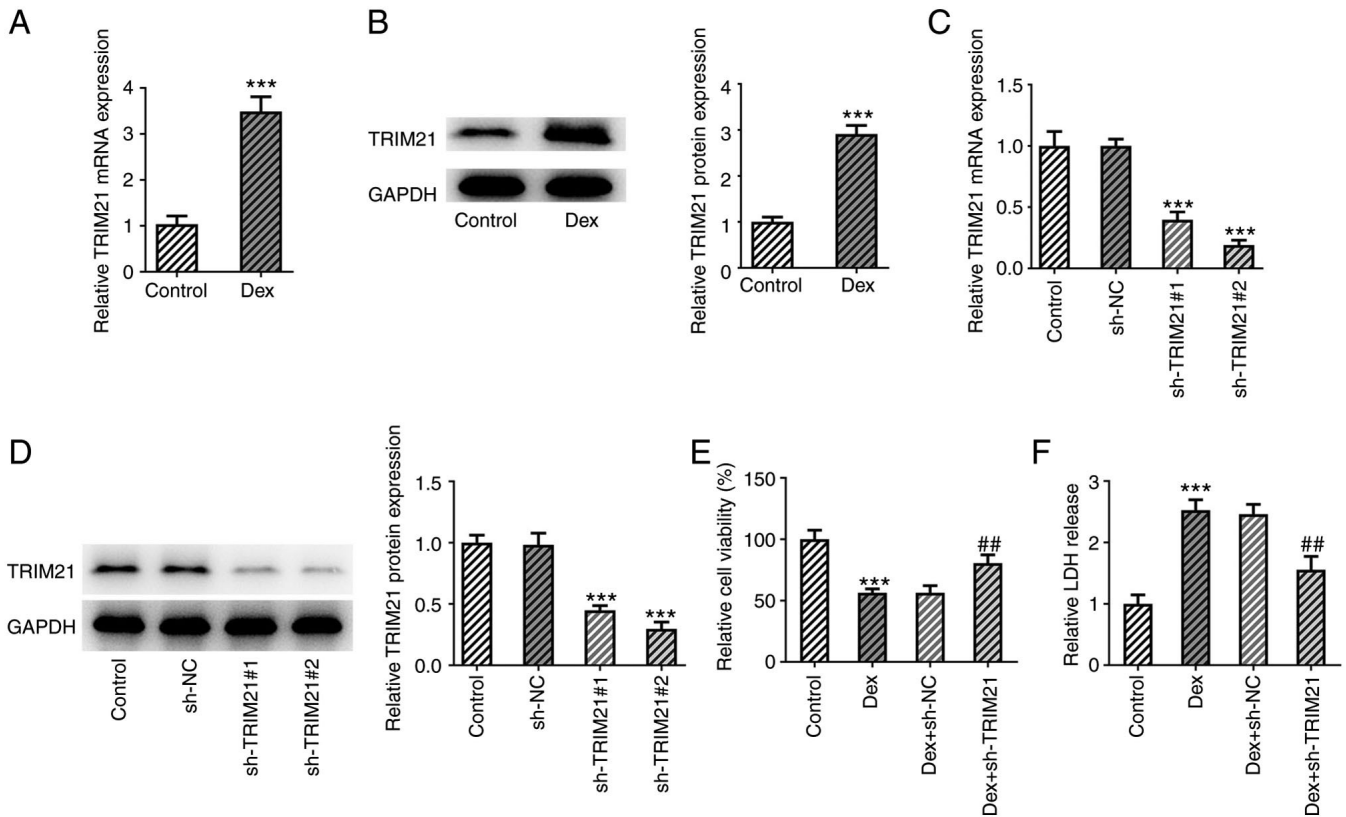 A
Relative TRIM21 mRNA expression
4
3
2
1
0
***
Control
Dex
B
TRIM21
GAPDH
Control
Dex
Relative TRIM21 protein expression
4
3
2
1
0
***
Control
Dex
C
Relative TRIM21 mRNA expression
1.5
1.0
0.5
0.0
***
***
Control
sh-NC
sh-TRIM21#1
sh-TRIM21#2
D
TRIM21
GAPDH
Control
sh-NC
sh-TRIM21#1
sh-TRIM21#2
Relative TRIM21 protein expression
1.5
1.0
0.5
0.0
***
***
Control
sh-NC
sh-TRIM21#1
sh-TRIM21#2
E
Relative cell viability (%)
150
100
50
0
***
##
Control
Dex
Dex+sh-NC
Dex+sh-TRIM21
F
Relative LDH release
3
2
1
0
***
##
Control
Dex
Dex+sh-NC
Dex+sh-TRIM21